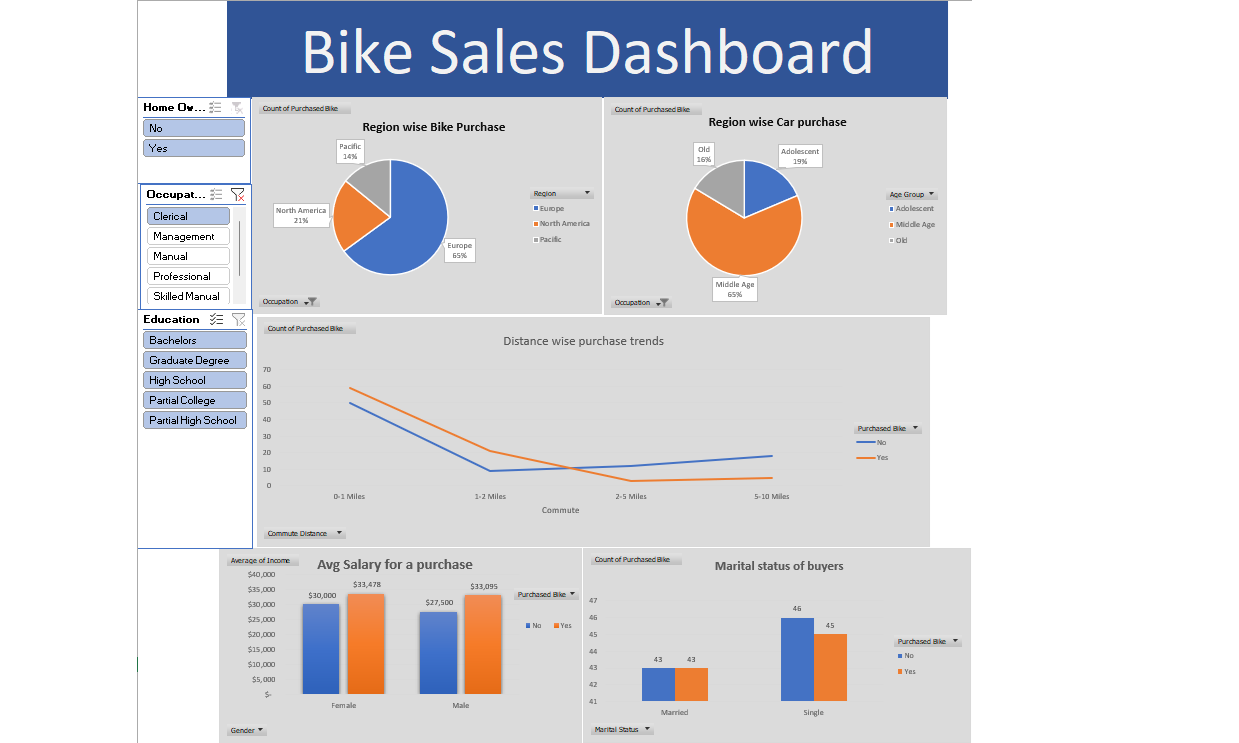 Bike Sales Dashboard
Home Ow...
No
Yes
Occupat...
Clerical
Management
Manual
Professional
Skilled Manual
Education
Bachelors
Graduate Degree
High School
Partial College
Partial High School
Count of Purchased Bike
Region wise Bike Purchase
Pacific
14%
North America
21%
Europe
65%
Region
Europe
North America
Pacific
Occupation
Count of Purchased Bike
Region wise Car purchase
Old
16%
Adolescent
19%
Middle Age
65%
Age Group
Adolescent
Middle Age
Old
Occupation
Count of Purchased Bike
Distance wise purchase trends
70
60
50
40
30
20
10
0
0-1 Miles
1-2 Miles
2-5 Miles
5-10 Miles
Commute
Purchased Bike
No
Yes
Commute Distance
Average of Income
Avg Salary for a purchase
$40,000
$35,000
$30,000
$25,000
$20,000
$15,000
$10,000
$5,000
$-
$30,000
$33,478
$27,500
$33,095
Female
Male
Purchased Bike
No
Yes
Gender
Count of Purchased Bike
Marital status of buyers
47
46
45
44
43
42
41
43
43
46
45
Married
Single
Purchased Bike
No
Yes
Marital Status